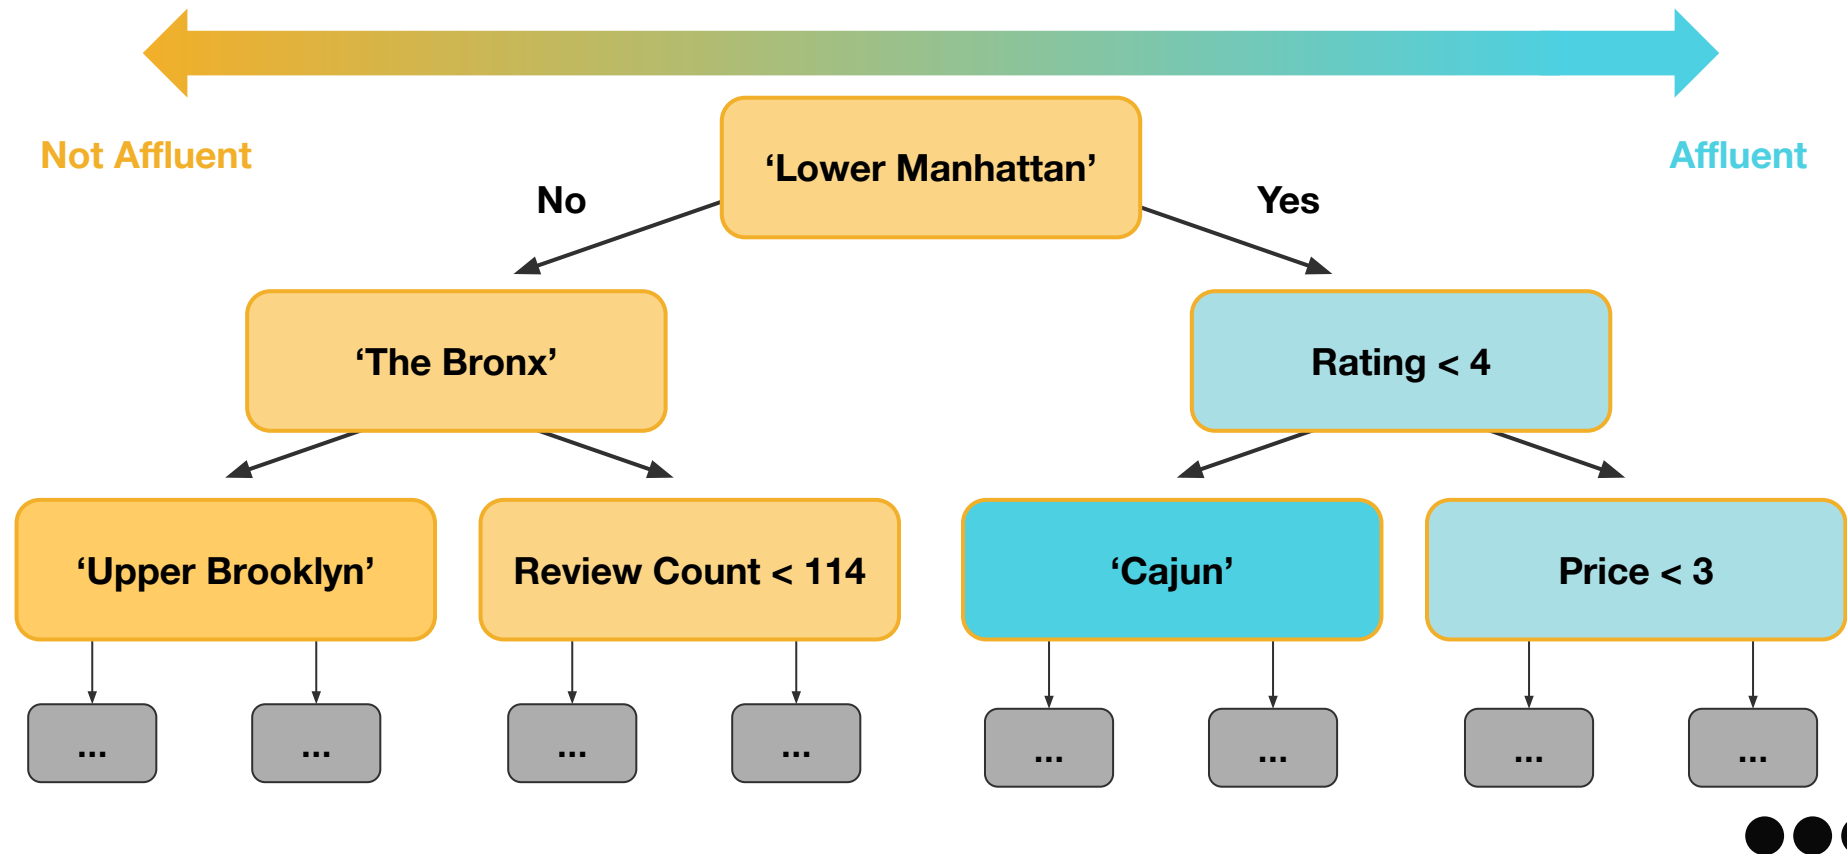 Not Affluent
Affluent
‘Lower Manhattan’
No
Yes
‘The Bronx’
Rating < 4
‘Upper Brooklyn’
Review Count < 114
‘Cajun’
Price < 3
...
...
...
...
...
...
...
...